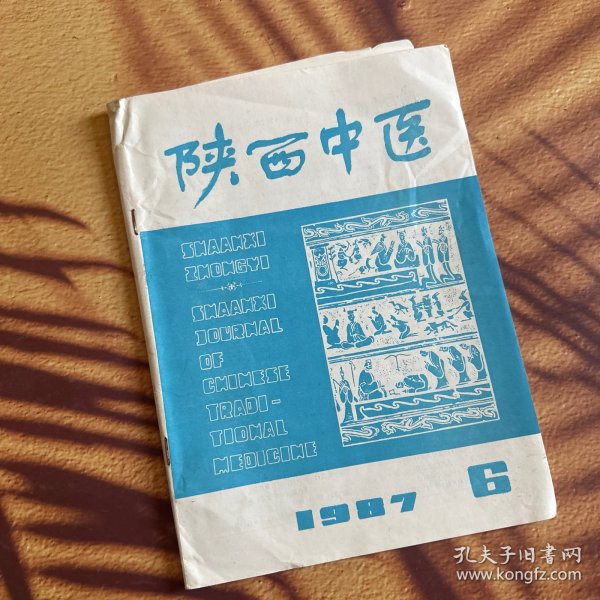 陕西中医
SHAANXI
ZHONGYI
SHAANXI
JOURNAL
OF
CHINESE
TRADI-
TIONAL
MEDICINE
1987 6
孔夫子旧書网
www.kongfz.com